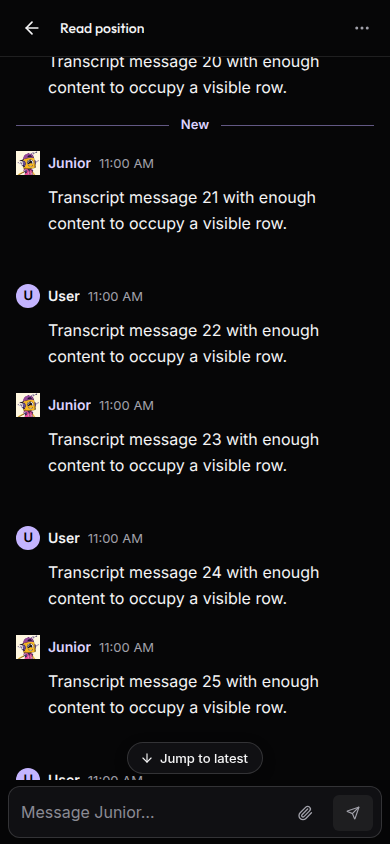 Read position
Transcript message 20 with enough
content to occupy a visible row.
New
Junior 11:00 AM
Transcript message 21 with enough
content to occupy a visible row.
U User 11:00 AM
Transcript message 22 with enough
content to occupy a visible row.
Junior 11:00 AM
Transcript message 23 with enough
content to occupy a visible row.
U User 11:00 AM
Transcript message 24 with enough
content to occupy a visible row.
Junior 11:00 AM
Transcript message 25 with enough
content to occupy a visible row.
Jump to latest
U User 11:00 AM
Message Junior...